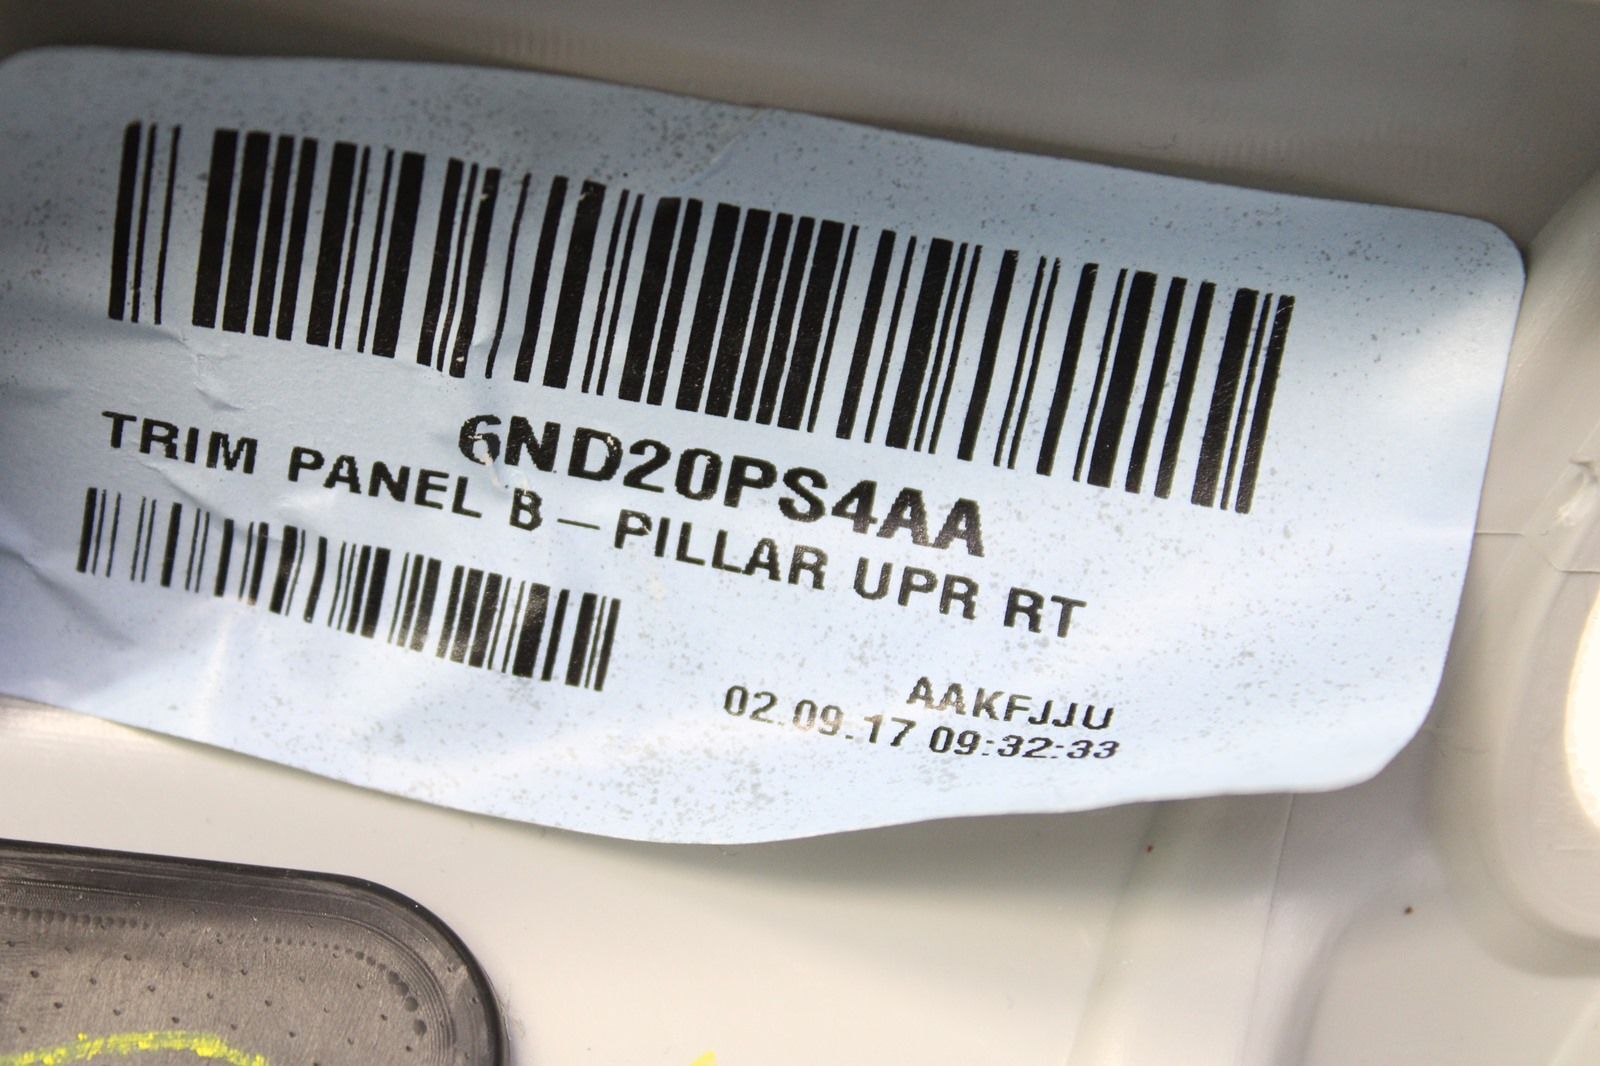 6ND20PS4AA
TRIM PANEL B-PILLAR UPR RT
AAKFJJU
02.09.17 09:32:33